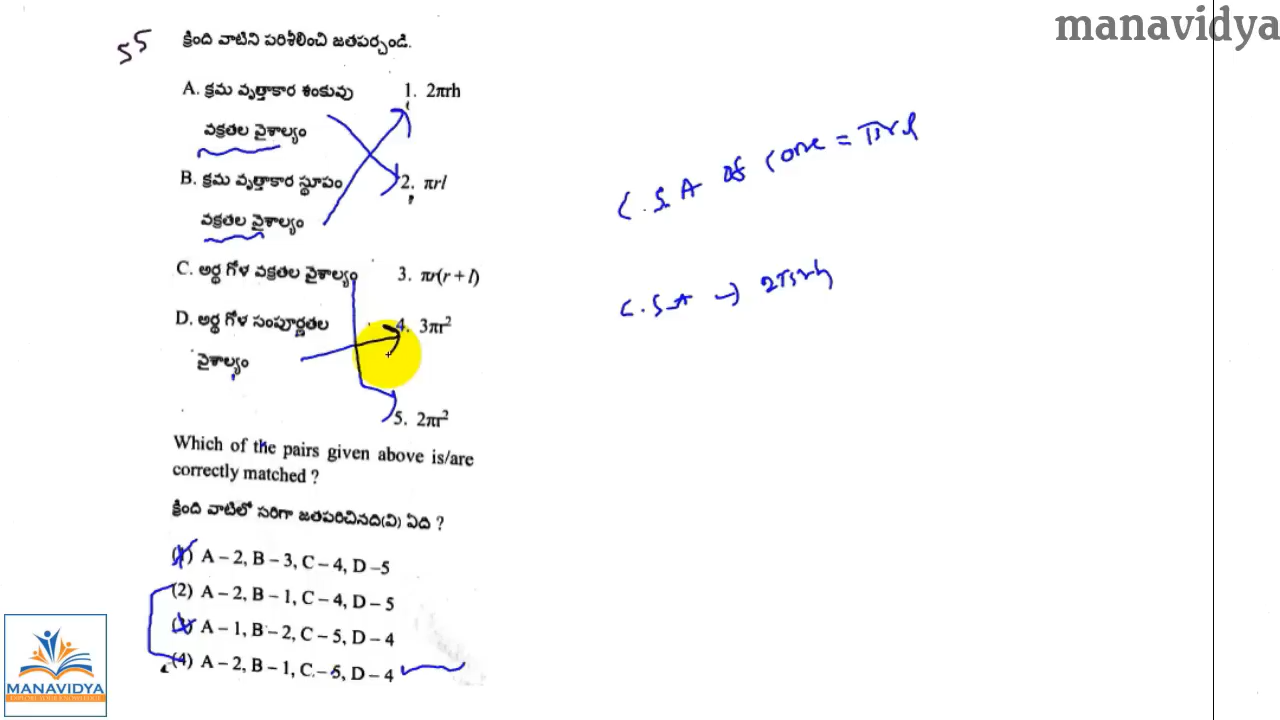 manavidya
55
క్రింది వాటిని పరిశీలించి జతపర్చండి.
A. క్రమ వృత్తాకార శంకువు 1. 2πrh
వక్రతల వైశాల్యం
B. క్రమ వృత్తాకార స్థూపం 2. πrl
వక్రతల వైశాల్యం
C. అర్థ గోళ వక్రతల వైశాల్యం 3. πr(r + l)
D. అర్థ గోళ సంపూర్ణతల 4. 3πr²
వైశాల్యం
5. 2πr²
Which of the pairs given above is/are
correctly matched ?
క్రింది వాటిలో సరిగా జతపరిచినది(వి) ఏది ?
(1) A – 2, B – 3, C – 4, D –5
(2) A – 2, B – 1, C – 4, D – 5
(3) A – 1, B – 2, C – 5, D – 4
(4) A – 2, B – 1, C – 5, D – 4
C.S.A of Cone = πrl
C.S.A → 2πrh
MANAVIDYA